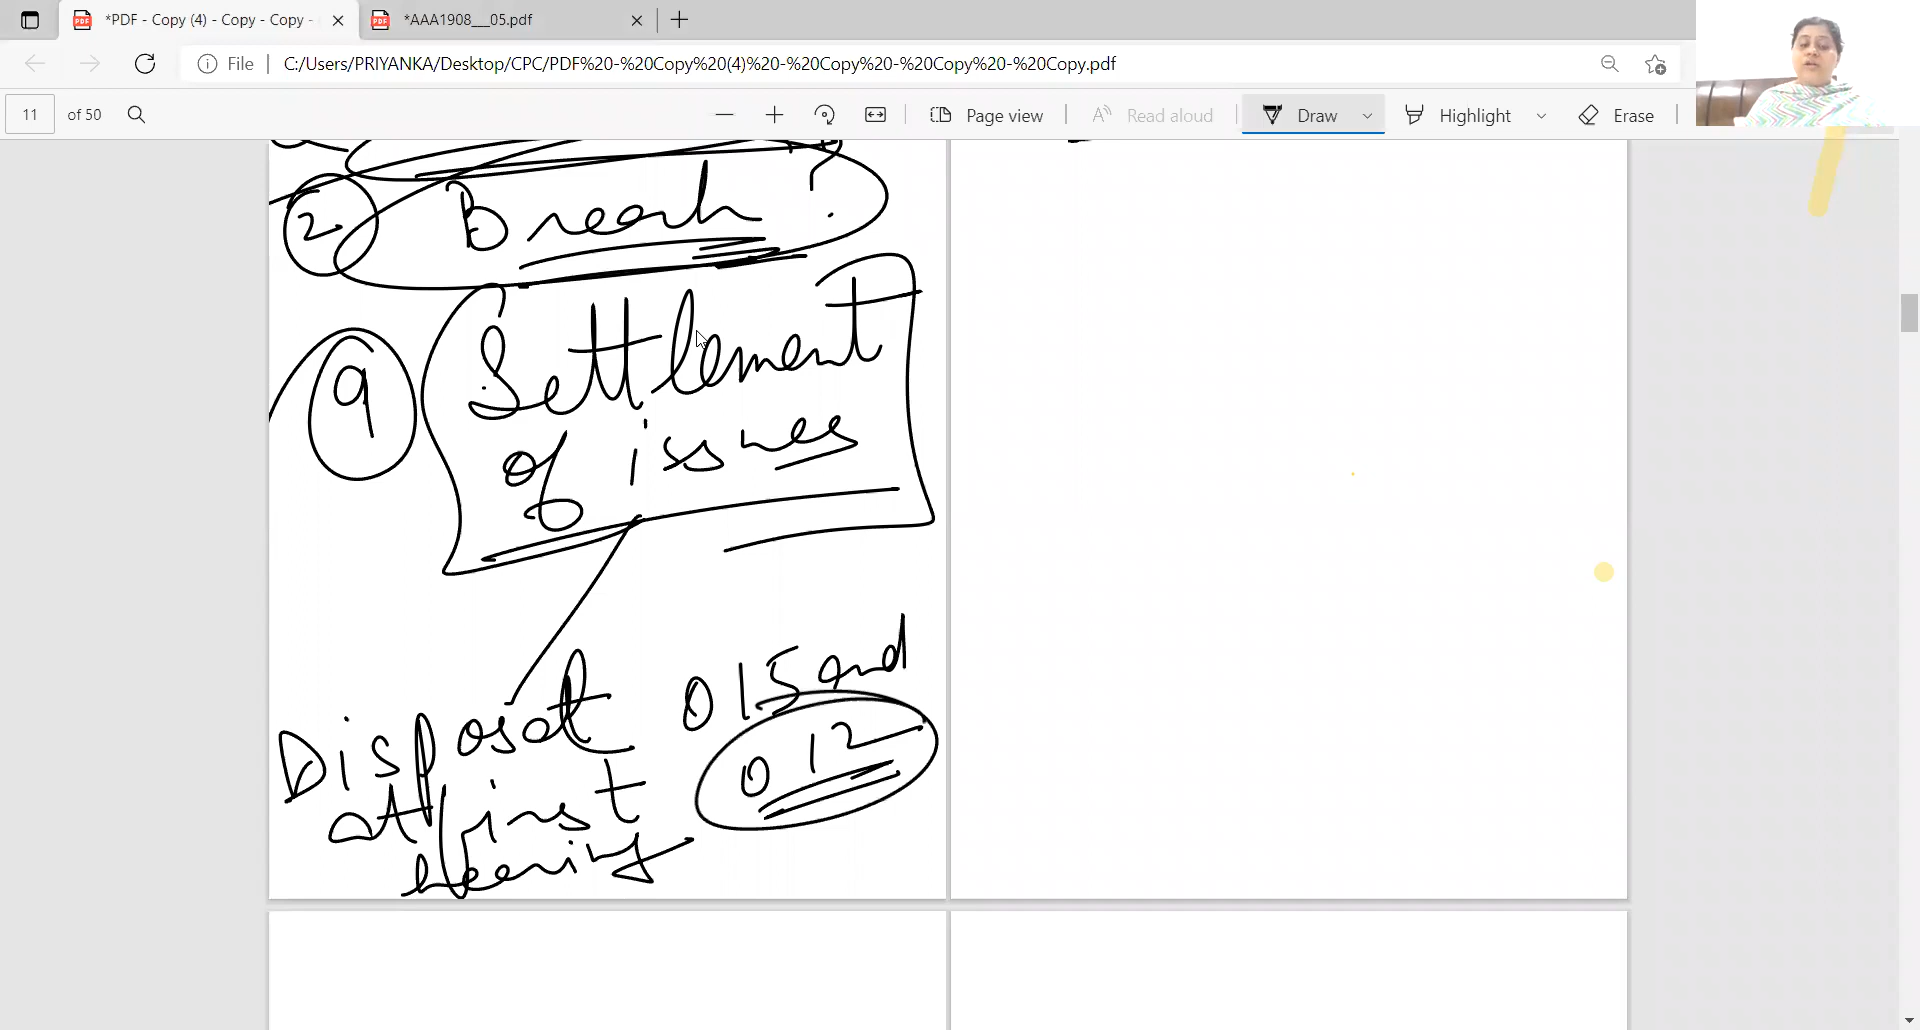 *PDF - Copy (4) - Copy - Copy -
*AAA1908___05.pdf
File C:/Users/PRIYANKA/Desktop/CPC/PDF%20-%20Copy%20(4)%20-%20Copy%20-%20Copy%20-%20Copy.pdf
11 of 50 Page view Read aloud Draw Highlight Erase
2. Breach ?
9 Settlement
of issues
Disposal O 15 and
at first O 12
hearing